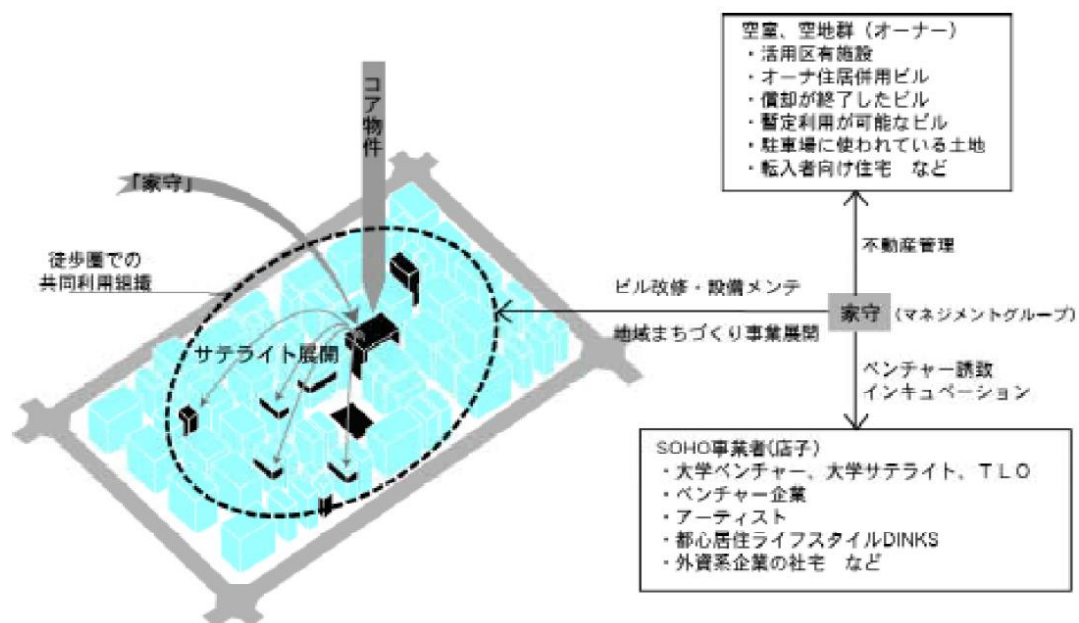 空室、空地群（オーナー）
・活用区有施設
・オーナ住居併用ビル
・償却が終了したビル
・暫定利用が可能なビル
・駐車場に使われている土地
・転入者向け住宅　など
コア物件
「家守」
徒歩圏での
共同利用組織
サテライト展開
不動産管理
ビル改修・設備メンテ
地域まちづくり事業展開
家守（マネジメントグループ）
ベンチャー誘致
インキュベーション
SOHO事業者(店子)
・大学ベンチャー、大学サテライト、ＴＬＯ
・ベンチャー企業
・アーティスト
・都心居住ライフスタイルDINKS
・外資系企業の社宅　など